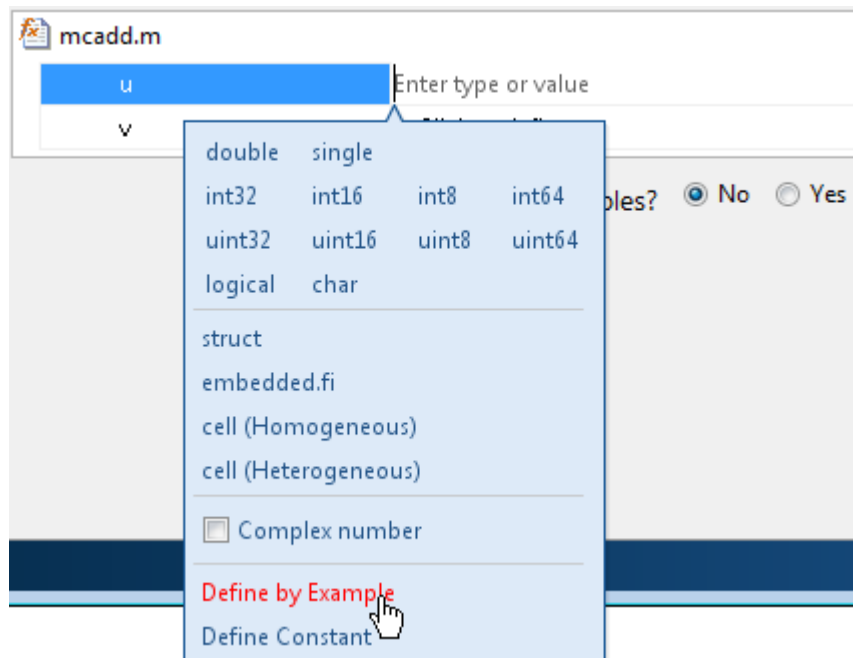 mcadd.m
u Enter type or value
v
double single
int32 int16 int8 int64
bles? No Yes
uint32 uint16 uint8 uint64
logical char
struct
embedded.fi
cell (Homogeneous)
cell (Heterogeneous)
Complex number
Define by Example
Define Constant